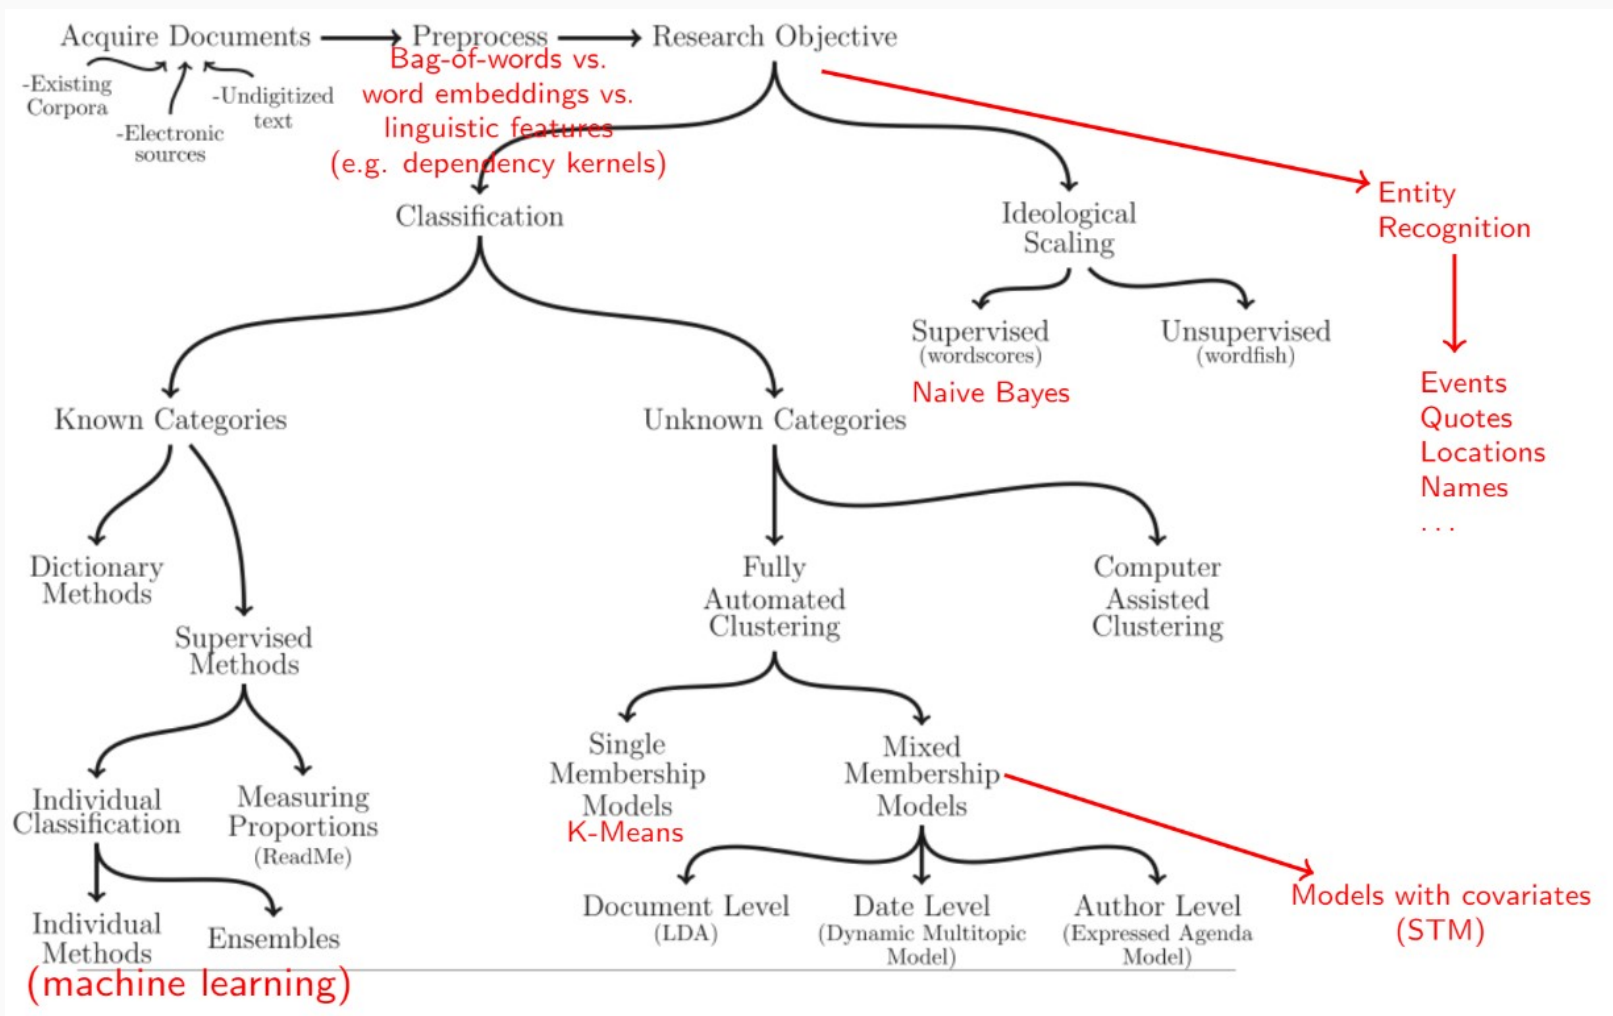 Acquire Documents
Preprocess
Research Objective
-Existing
Corpora
-Electronic
sources
-Undigitized
text
Bag-of-words vs.
word embeddings vs.
linguistic features
(e.g. dependency kernels)
Classification
Ideological
Scaling
Entity
Recognition
Supervised
(wordscores)
Naive Bayes
Unsupervised
(wordfish)
Events
Quotes
Locations
Names
...
Known Categories
Unknown Categories
Dictionary
Methods
Supervised
Methods
Fully
Automated
Clustering
Computer
Assisted
Clustering
Individual
Classification
Measuring
Proportions
(ReadMe)
Single
Membership
Models
K-Means
Mixed
Membership
Models
Individual
Methods
(machine learning)
Ensembles
Document Level
(LDA)
Date Level
(Dynamic Multitopic
Model)
Author Level
(Expressed Agenda
Model)
Models with covariates
(STM)